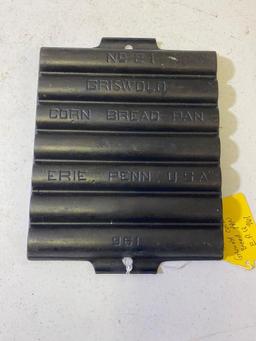 NO 21
GRISWOLD
CORN BREAD PAN
ERIE, PENN., U.S.A.
961